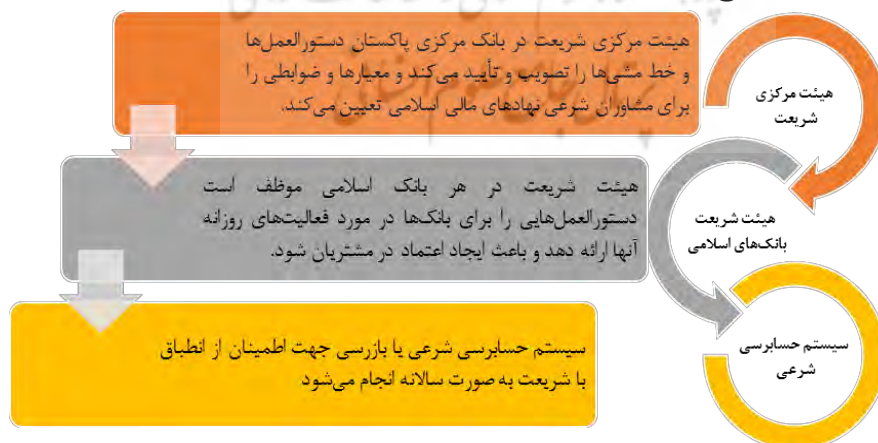 هیئت مرکزی شریعت در بانک مرکزی پاکستان دستورالعمل‌ها
و خط مشی‌ها را تصویب و تأیید می‌کند و معیارها و ضوابطی را
برای مشاوران شرعی نهادهای مالی اسلامی تعیین می‌کند.
هیئت مرکزی
شریعت
هیئت شریعت در هر بانک اسلامی موظف است
دستورالعمل‌هایی را برای بانک‌ها در مورد فعالیت‌های روزانه
آنها ارائه دهد و باعث ایجاد اعتماد در مشتریان شود.
هیئت شریعت
بانک‌های اسلامی
سیستم حسابرسی شرعی یا بازرسی جهت اطمینان از انطباق
با شریعت به صورت سالانه انجام می‌شود
سیستم حسابرسی
شرعی
پرتال جامع علوم انسانی